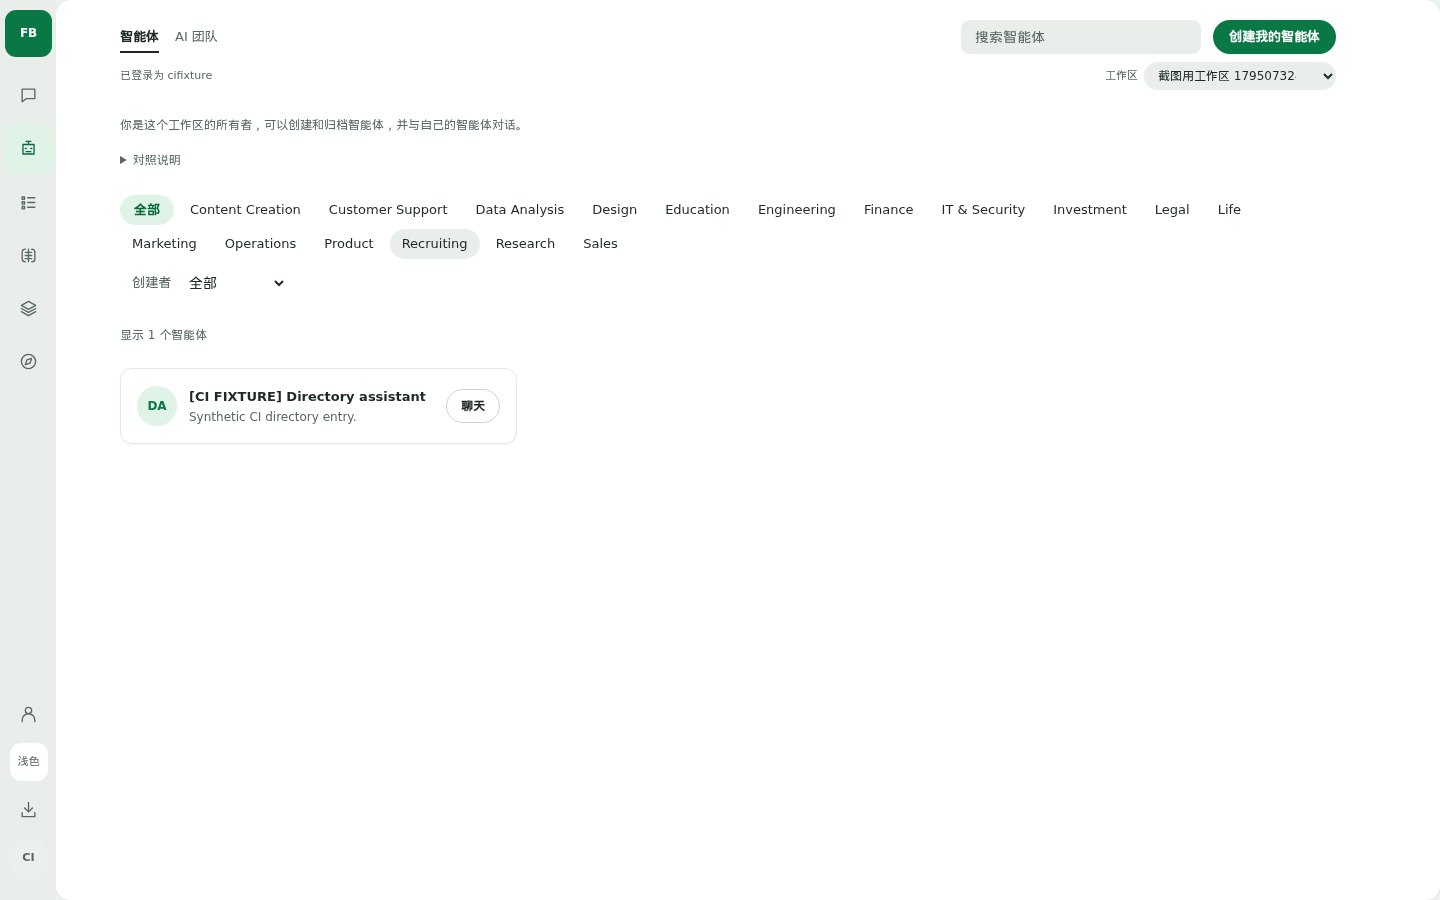 FB
智能体 AI 团队 搜索智能体 创建我的智能体
已登录为 cifixture 工作区 截图用工作区 17950732
你是这个工作区的所有者，可以创建和归档智能体，并与自己的智能体对话。
对照说明
全部 Content Creation Customer Support Data Analysis Design Education Engineering Finance IT & Security Investment Legal Life
Marketing Operations Product Recruiting Research Sales
创建者 全部
显示 1 个智能体
DA [CI FIXTURE] Directory assistant 聊天
Synthetic CI directory entry.
浅色
CI